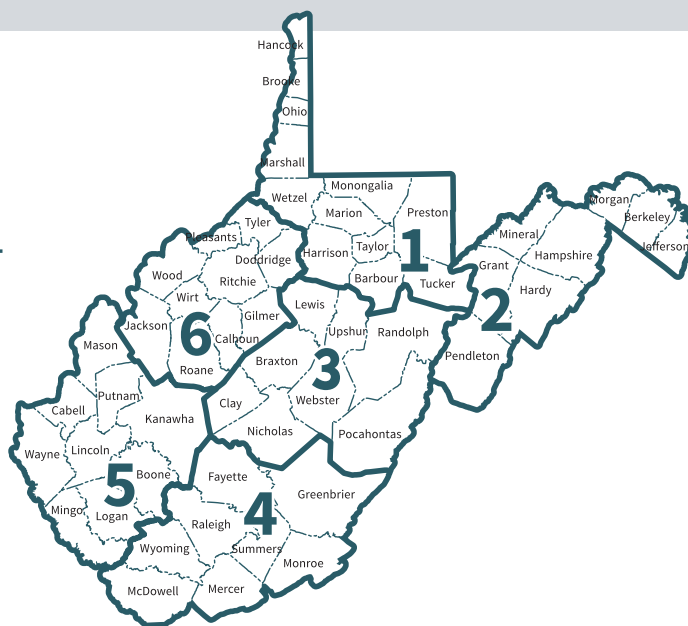 Hancock
Brooke
Ohio
Marshall
Wetzel
Monongalia
Marion
Preston
Tyler
Pleasants
Doddridge
Harrison
Taylor
1
Barbour
Tucker
Morgan
Berkeley
Jefferson
Mineral
Hampshire
Grant
Hardy
2
Pendleton
Wood
Ritchie
Wirt
Jackson
6
Gilmer
Calhoun
Roane
Lewis
Upshur
Randolph
Braxton
3
Webster
Clay
Nicholas
Pocahontas
Mason
Putnam
Cabell
Kanawha
Wayne
Lincoln
Boone
5
Mingo
Logan
Fayette
Greenbrier
4
Raleigh
Summers
Wyoming
Monroe
McDowell
Mercer